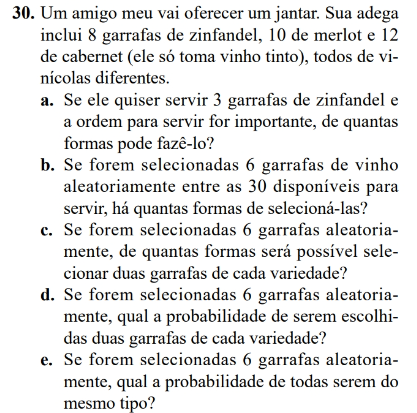 30. Um amigo meu vai oferecer um jantar. Sua adega
inclui 8 garrafas de zinfandel, 10 de merlot e 12
de cabernet (ele só toma vinho tinto), todos de vi-
nícolas diferentes.
a. Se ele quiser servir 3 garrafas de zinfandel e
a ordem para servir for importante, de quantas
formas pode fazê-lo?
b. Se forem selecionadas 6 garrafas de vinho
aleatoriamente entre as 30 disponíveis para
servir, há quantas formas de selecioná-las?
c. Se forem selecionadas 6 garrafas aleatoria-
mente, de quantas formas será possível sele-
cionar duas garrafas de cada variedade?
d. Se forem selecionadas 6 garrafas aleatoria-
mente, qual a probabilidade de serem escolhi-
das duas garrafas de cada variedade?
e. Se forem selecionadas 6 garrafas aleatoria-
mente, qual a probabilidade de todas serem do
mesmo tipo?